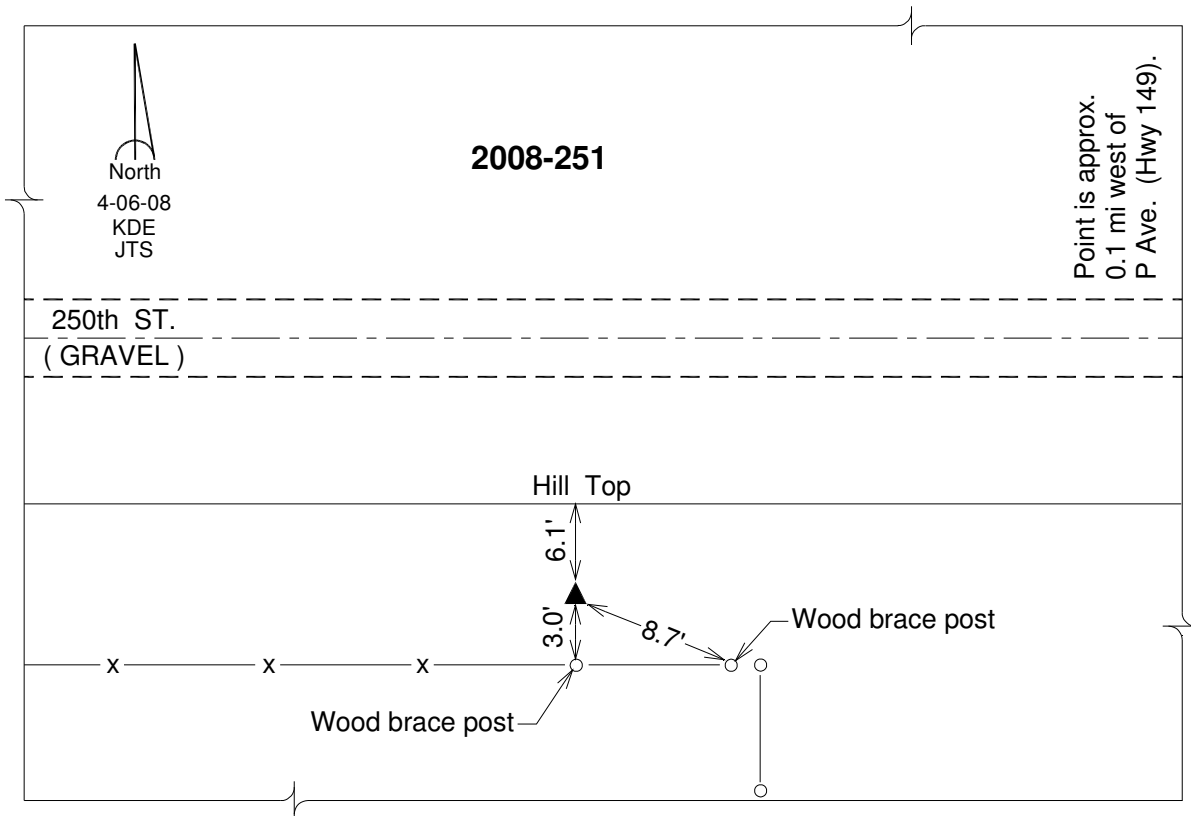 North
4-06-08
KDE
JTS
2008-251
Point is approx.
0.1 mi west of
P Ave. (Hwy 149).
250th ST.
( GRAVEL )
Hill Top
6.1'
3.0'
8.7'
Wood brace post
x x x
Wood brace post